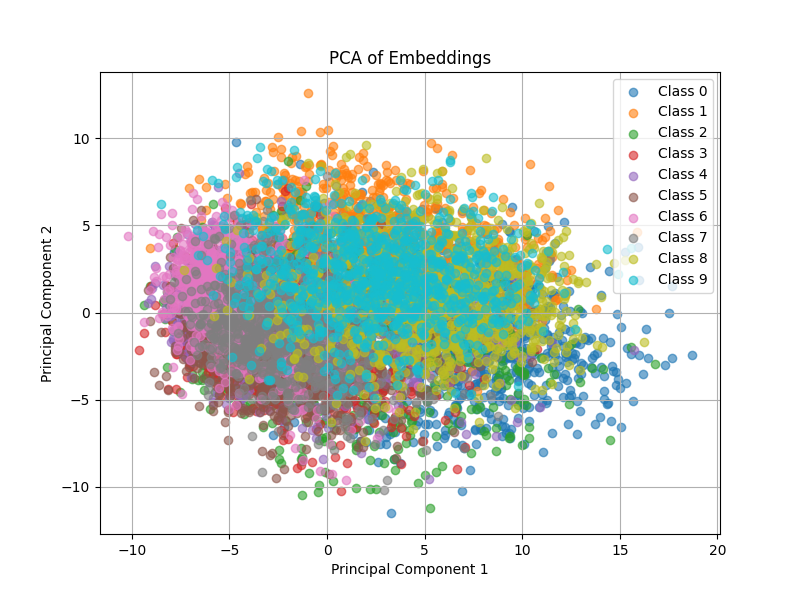 PCA of Embeddings
Class 0
Class 1
Class 2
Class 3
Class 4
Class 5
Class 6
Class 7
Class 8
Class 9
Principal Component 2
10
5
0
−5
−10
−10
−5
0
5
10
15
20
Principal Component 1